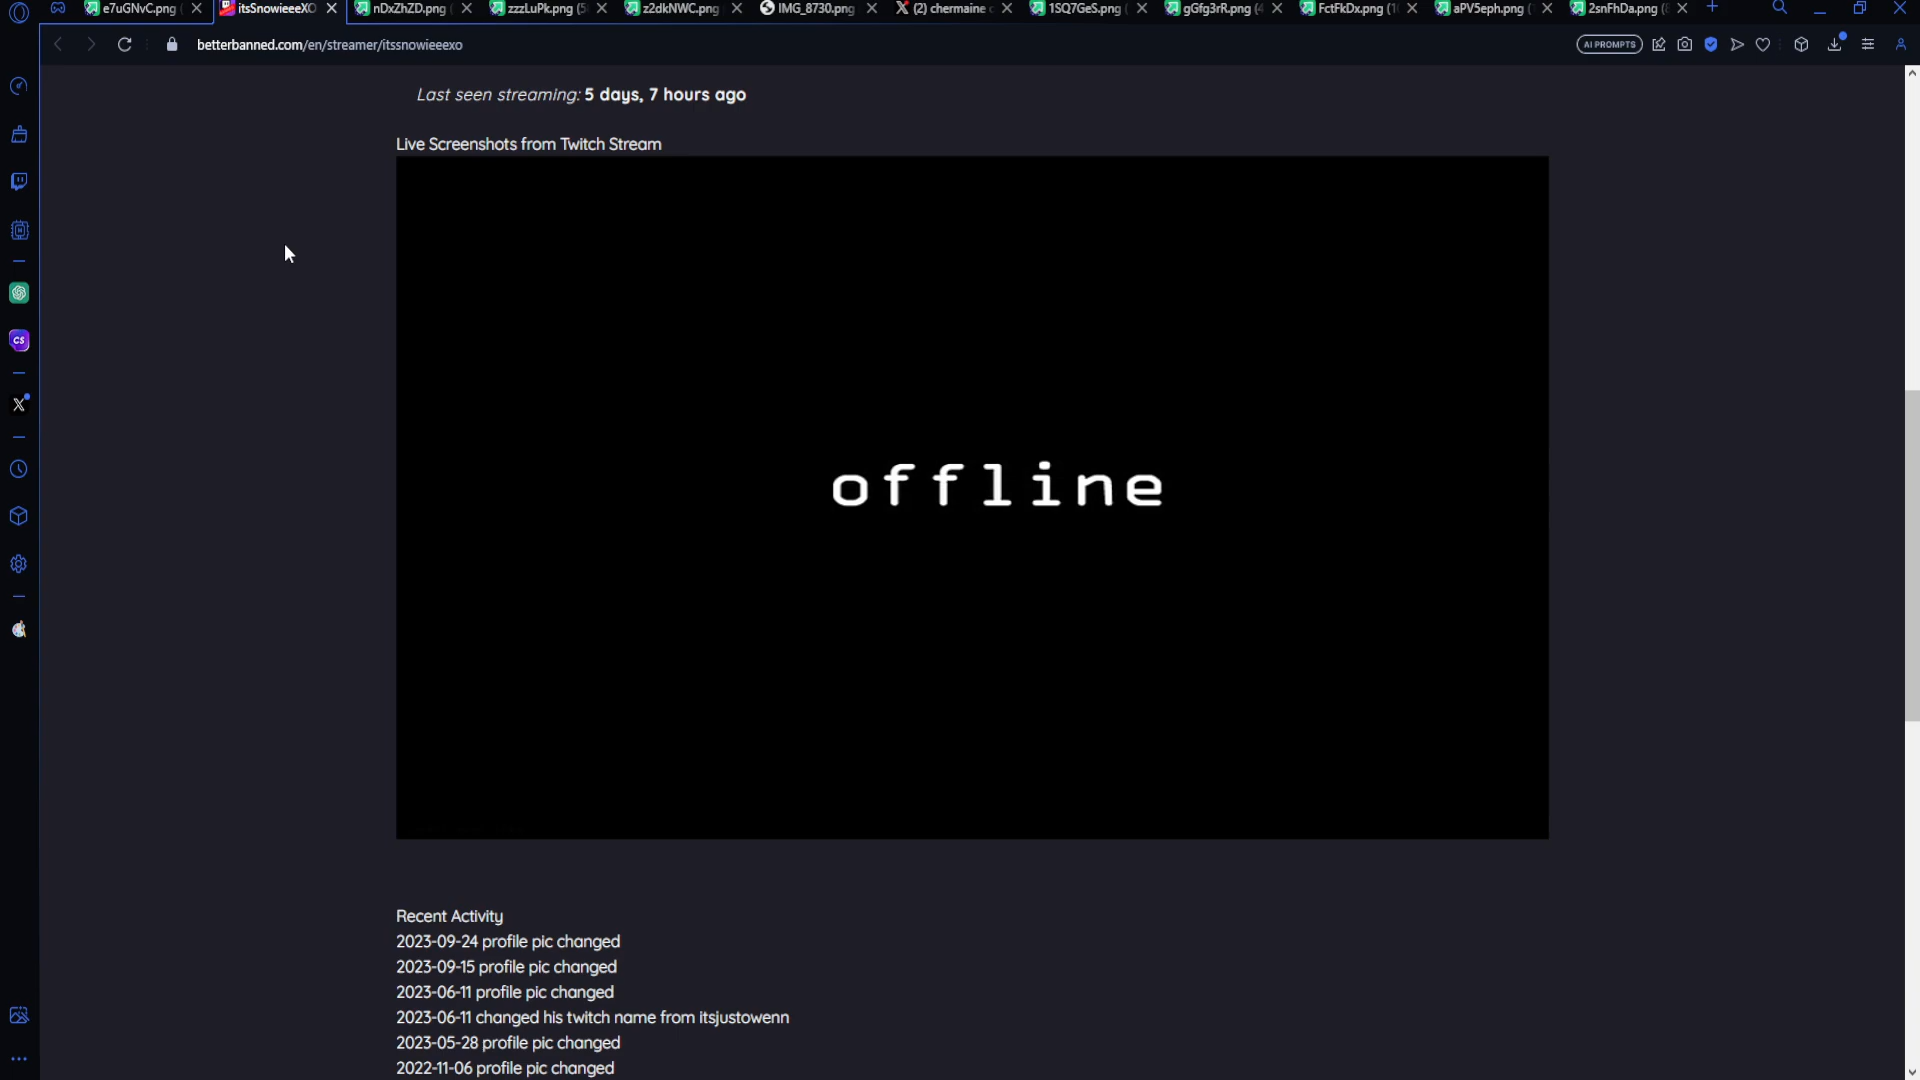 e7uGNvC.png (
itsSnowieeeXO
nDxZhZD.png (
zzzLuPk.png (5
z2dkNWC.png
IMG_8730.png
(2) chermaine
1SQ7GeS.png (
gGfg3rR.png (4
FctFkDx.png (1
aPV5eph.png (
2snFhDa.png (
betterbanned.com/en/streamer/itssnowieeexo
AI PROMPTS
CS
Last seen streaming: 5 days, 7 hours ago
Live Screenshots from Twitch Stream
offline
Recent Activity
2023-09-24 profile pic changed
2023-09-15 profile pic changed
2023-06-11 profile pic changed
2023-06-11 changed his twitch name from itsjustowenn
2023-05-28 profile pic changed
2022-11-06 profile pic changed